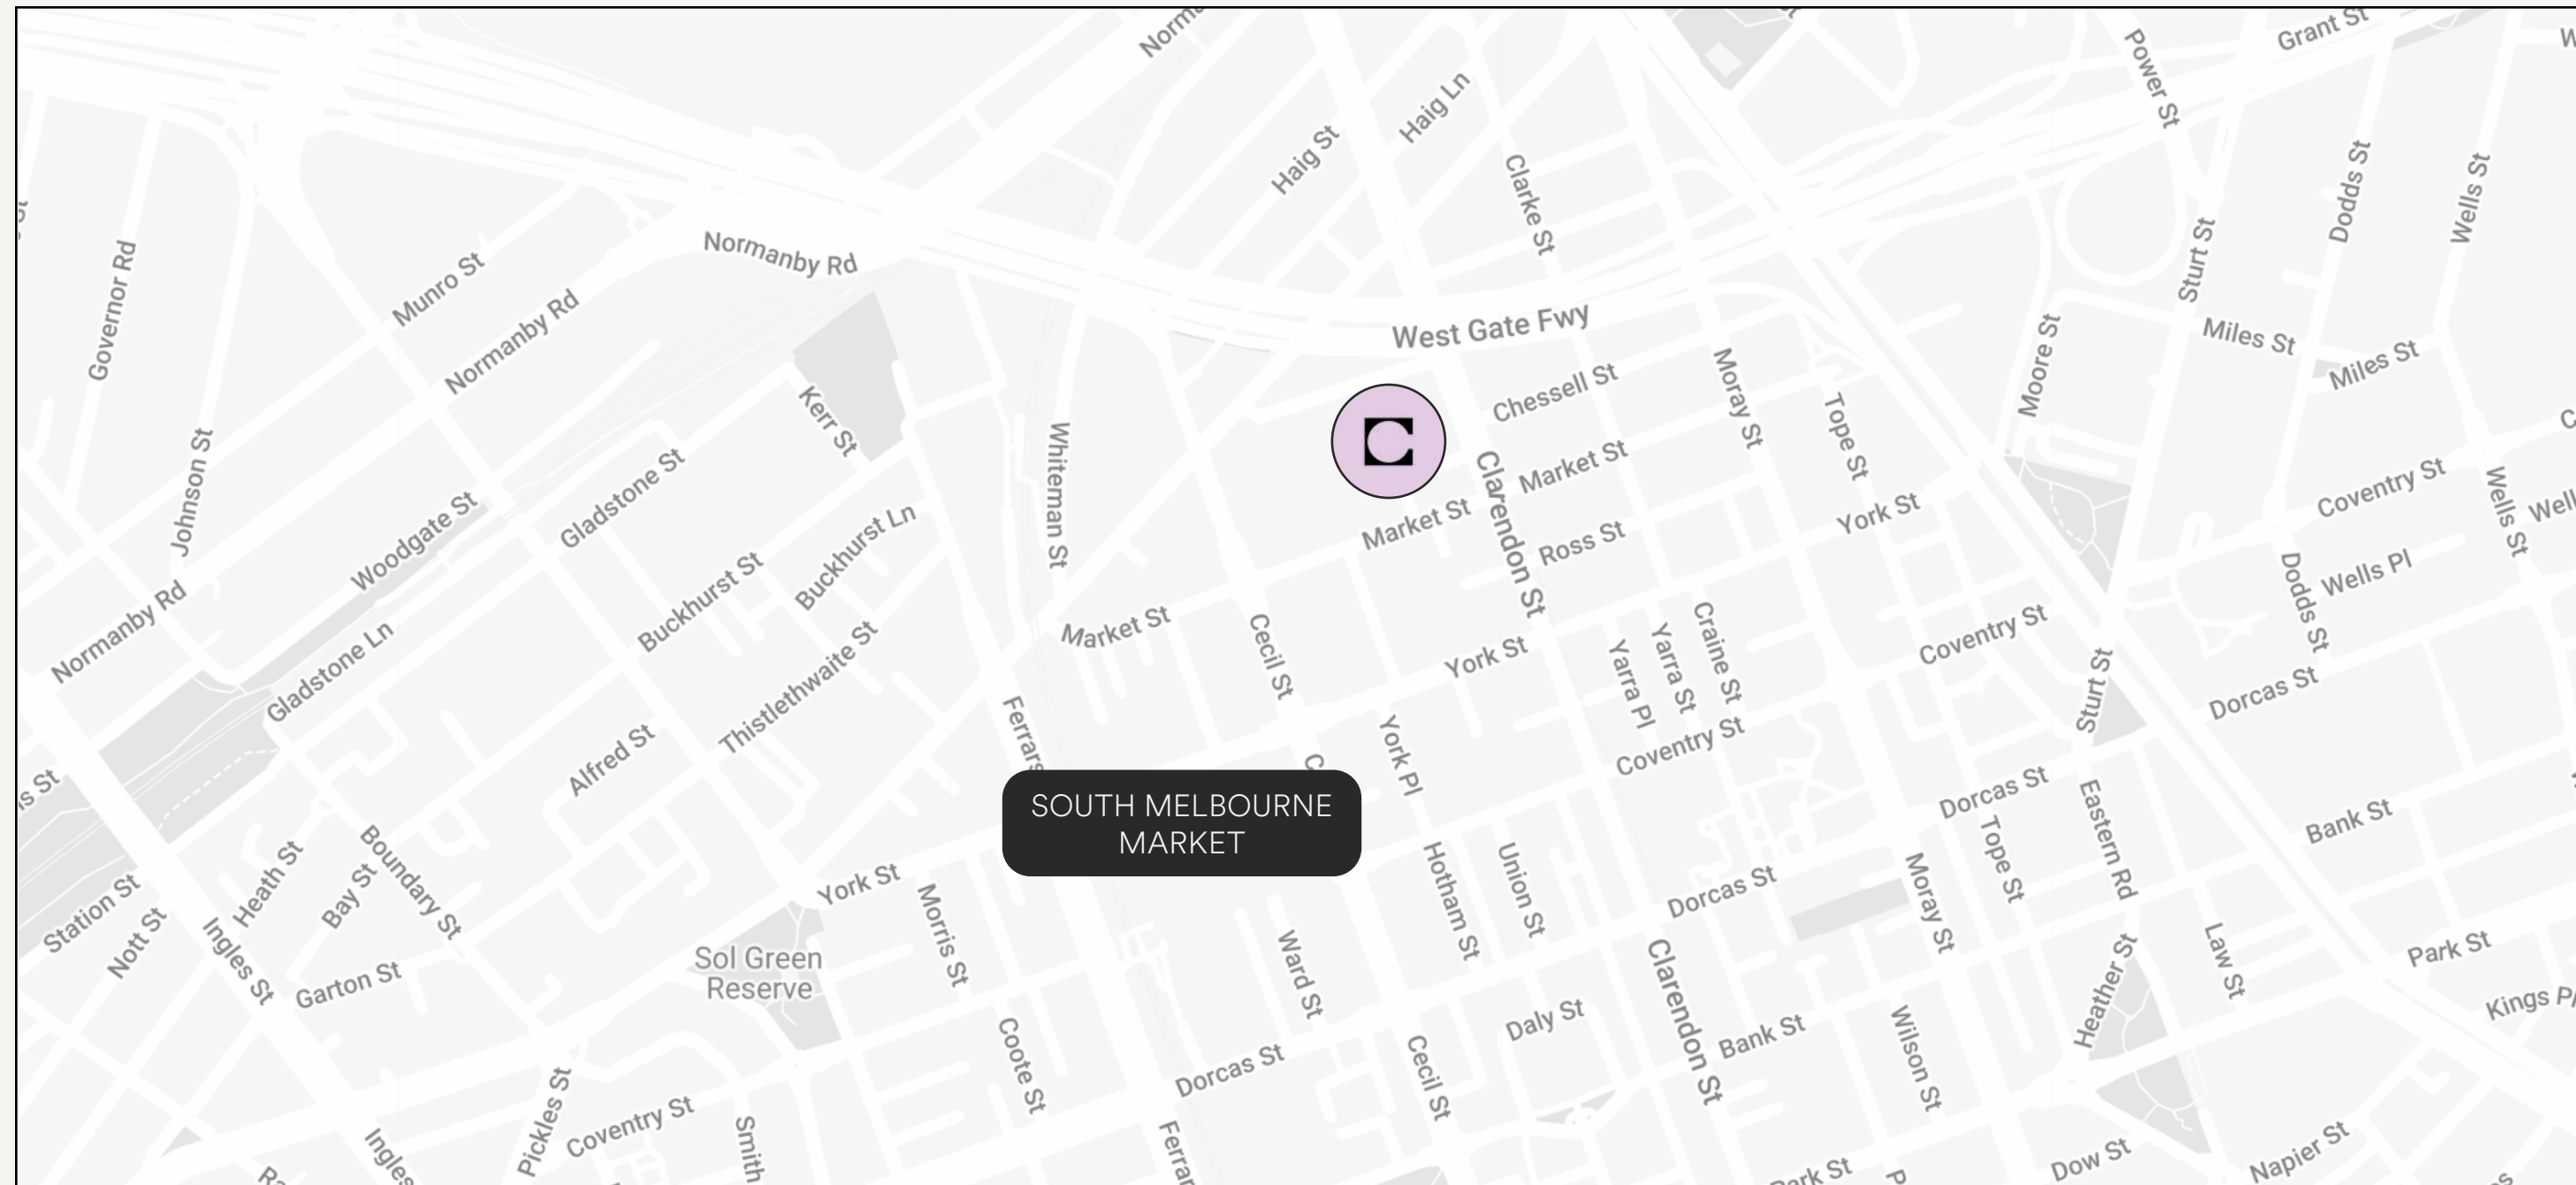 Grant St
Power St
Haig Ln
Haig St
Clarke St
Dodds St
Wells St
Sturt St
Normanby Rd
Governor Rd
Munro St
Normanby Rd
West Gate Fwy
Miles St
Miles St
Moore St
Chessell St
Moray St
Tope St
Kerr St
Johnson St
Whiteman St
Gladstone St
Woodgate St
Buckhurst Ln
Market St
Market St
Clarendon St
Ross St
York St
Coventry St
Wells St
Wells Pl
Dodds St
Buckhurst St
Normanby Rd
Gladstone Ln
Thistlethwaite St
Market St
Cecil St
York St
Yarra Pl
Yarra St
Craine St
Coventry St
Sturt St
Dorcas St
Ferrars
Alfred St
York Pl
Coventry St
SOUTH MELBOURNE
MARKET
Dorcas St
Tope St
Eastern Rd
Bank St
Heath St
Bay St
Boundary St
York St
Morris St
Hotham St
Union St
Dorcas St
Moray St
Station St
Nott St
Ingles St
Garton St
Sol Green
Reserve
Ward St
Clarendon St
Heather St
Law St
Park St
Coote St
Daly St
Bank St
Wilson St
Kings
Dorcas St
Cecil St
Pickles St
Coventry St
Smith
Ingles
Ferrar
Park St
Dow St
Napier St